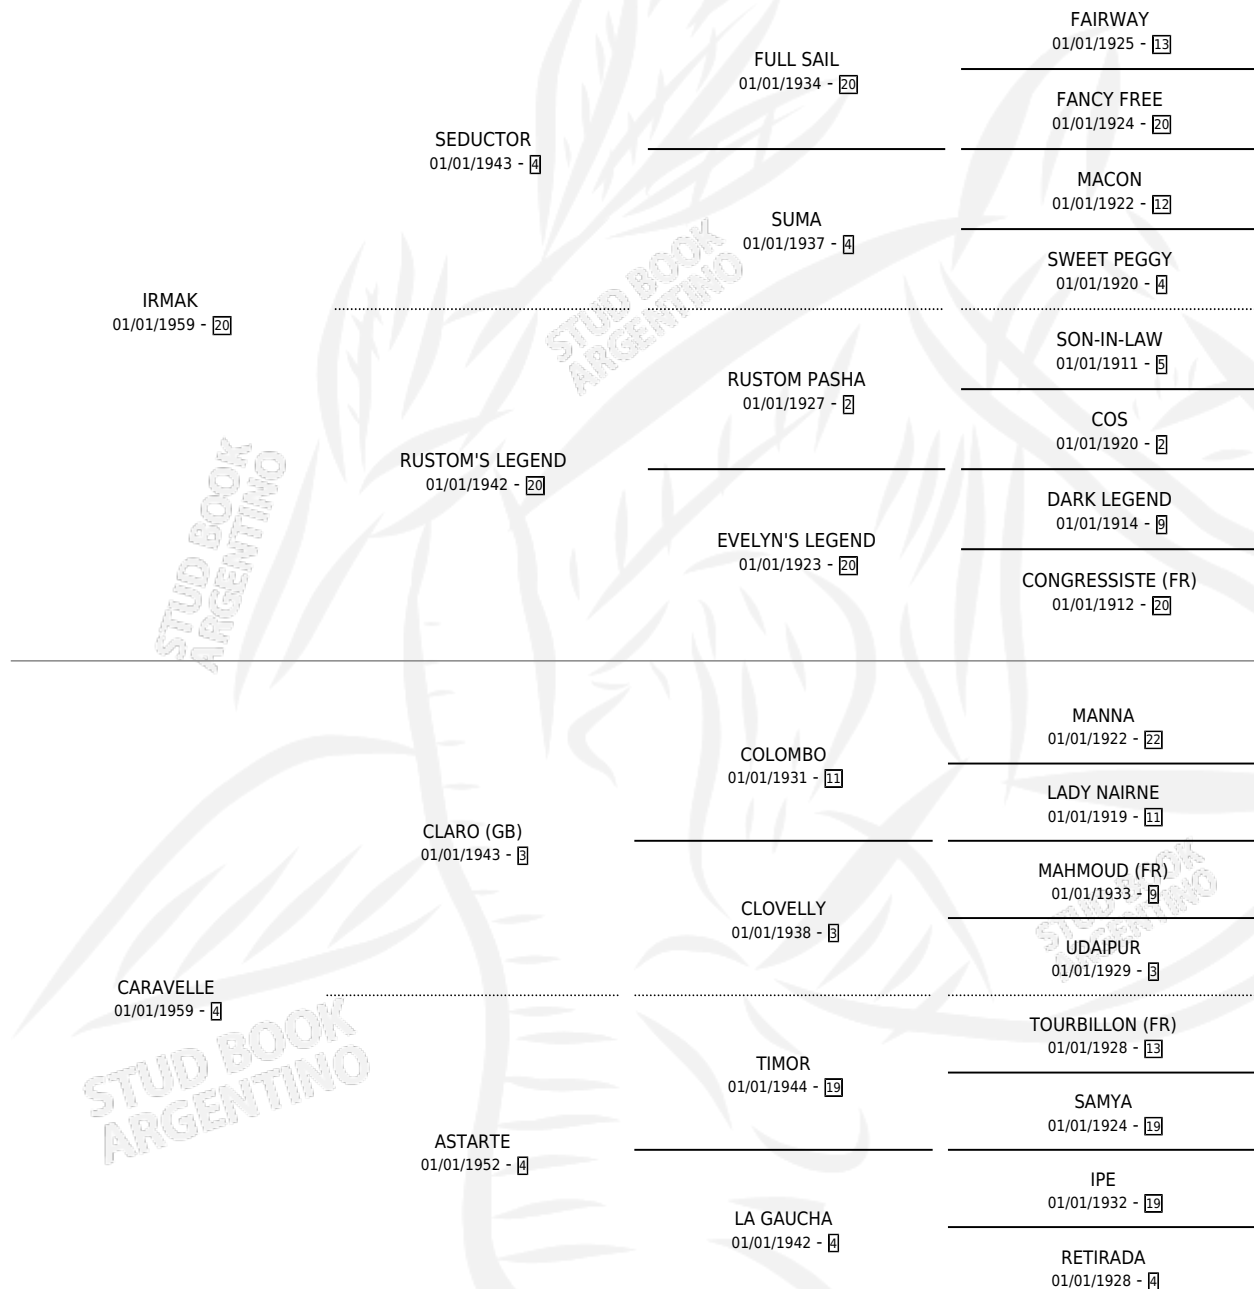 FAIRWAY
01/01/1925 - 13
FULL SAIL
01/01/1934 - 20
FANCY FREE
01/01/1924 - 20
SEDUCTOR
01/01/1943 - 4
MACON
01/01/1922 - 12
SUMA
01/01/1937 - 4
SWEET PEGGY
01/01/1920 - 4
IRMAK
01/01/1959 - 20
SON-IN-LAW
01/01/1911 - 5
RUSTOM PASHA
01/01/1927 - 2
COS
01/01/1920 - 2
RUSTOM'S LEGEND
01/01/1942 - 20
DARK LEGEND
01/01/1914 - 9
EVELYN'S LEGEND
01/01/1923 - 20
CONGRESSISTE (FR)
01/01/1912 - 20
MANNA
01/01/1922 - 22
COLOMBO
01/01/1931 - 11
LADY NAIRNE
01/01/1919 - 11
CLARO (GB)
01/01/1943 - 3
MAHMOUD (FR)
01/01/1933 - 9
CLOVELLY
01/01/1938 - 3
UDAIPUR
01/01/1929 - 3
CARAVELLE
01/01/1959 - 4
TOURBILLON (FR)
01/01/1928 - 13
TIMOR
01/01/1944 - 19
SAMYA
01/01/1924 - 19
ASTARTE
01/01/1952 - 4
IPE
01/01/1932 - 19
LA GAUCHA
01/01/1942 - 4
RETIRADA
01/01/1928 - 4
STUD BOOK
ARGENTINO
STUD BOOK
ARGENTINO
STUD BOOK
ARGENTINO
STUD BOOK
ARGENTINO